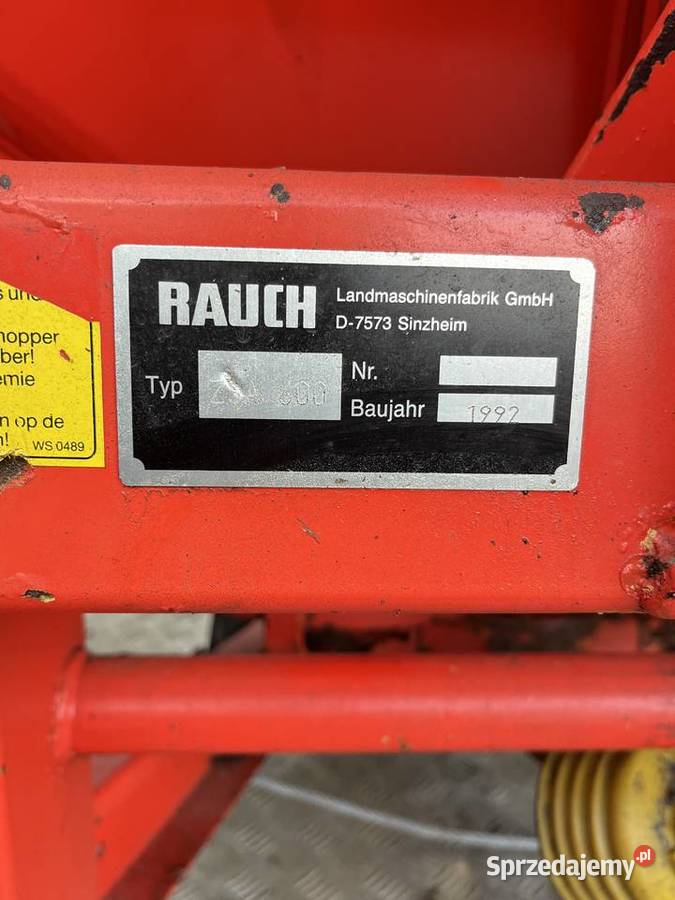 RAUCH
Landmaschinenfabrik GmbH
D-7573 Sinzheim
Typ
Nr.
Baujahr 1992
hopper
ber!
emie
n op de
n!
WS 0489
Sprzedajemy.pl